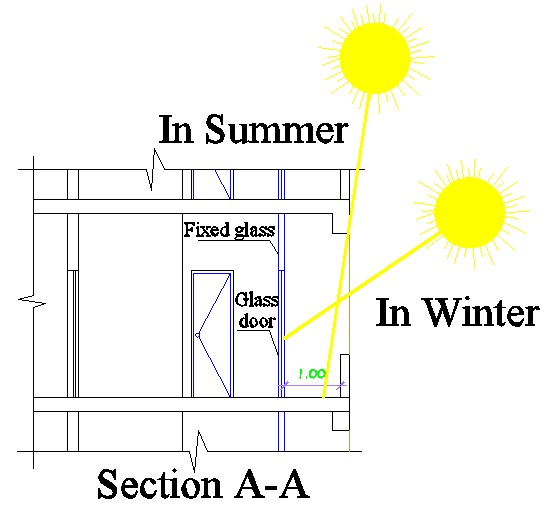 In Summer
Fixed glass
Glass
door
In Winter
1.00
Section A-A